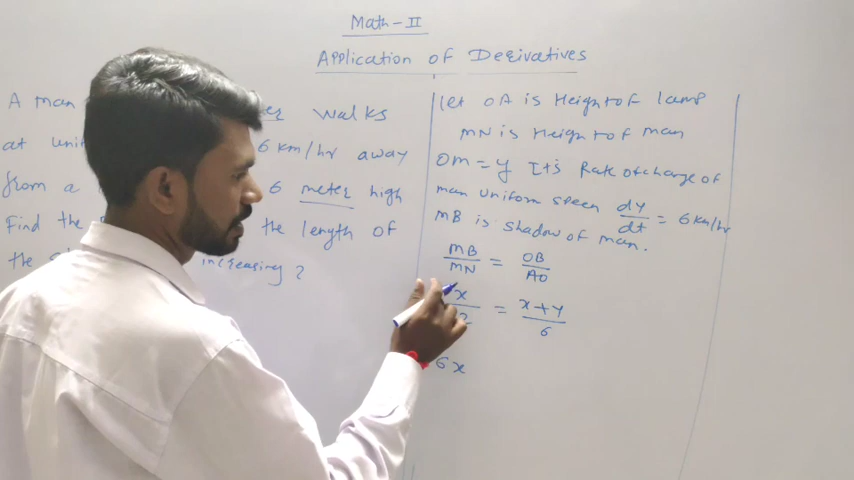 Math-II
Application of Derivatives
A man walks
at 6 km/hr away
from a 6 meter high
Find the the length of
the increasing?
Let OA is Height of lamp
MN is Height of man
OM = y It's Rate of charge of
man uniform speen dy/dt = 6 km/hr
MB is shadow of man.
MB/MN = OB/AO
x/2 = x+y/6
6x